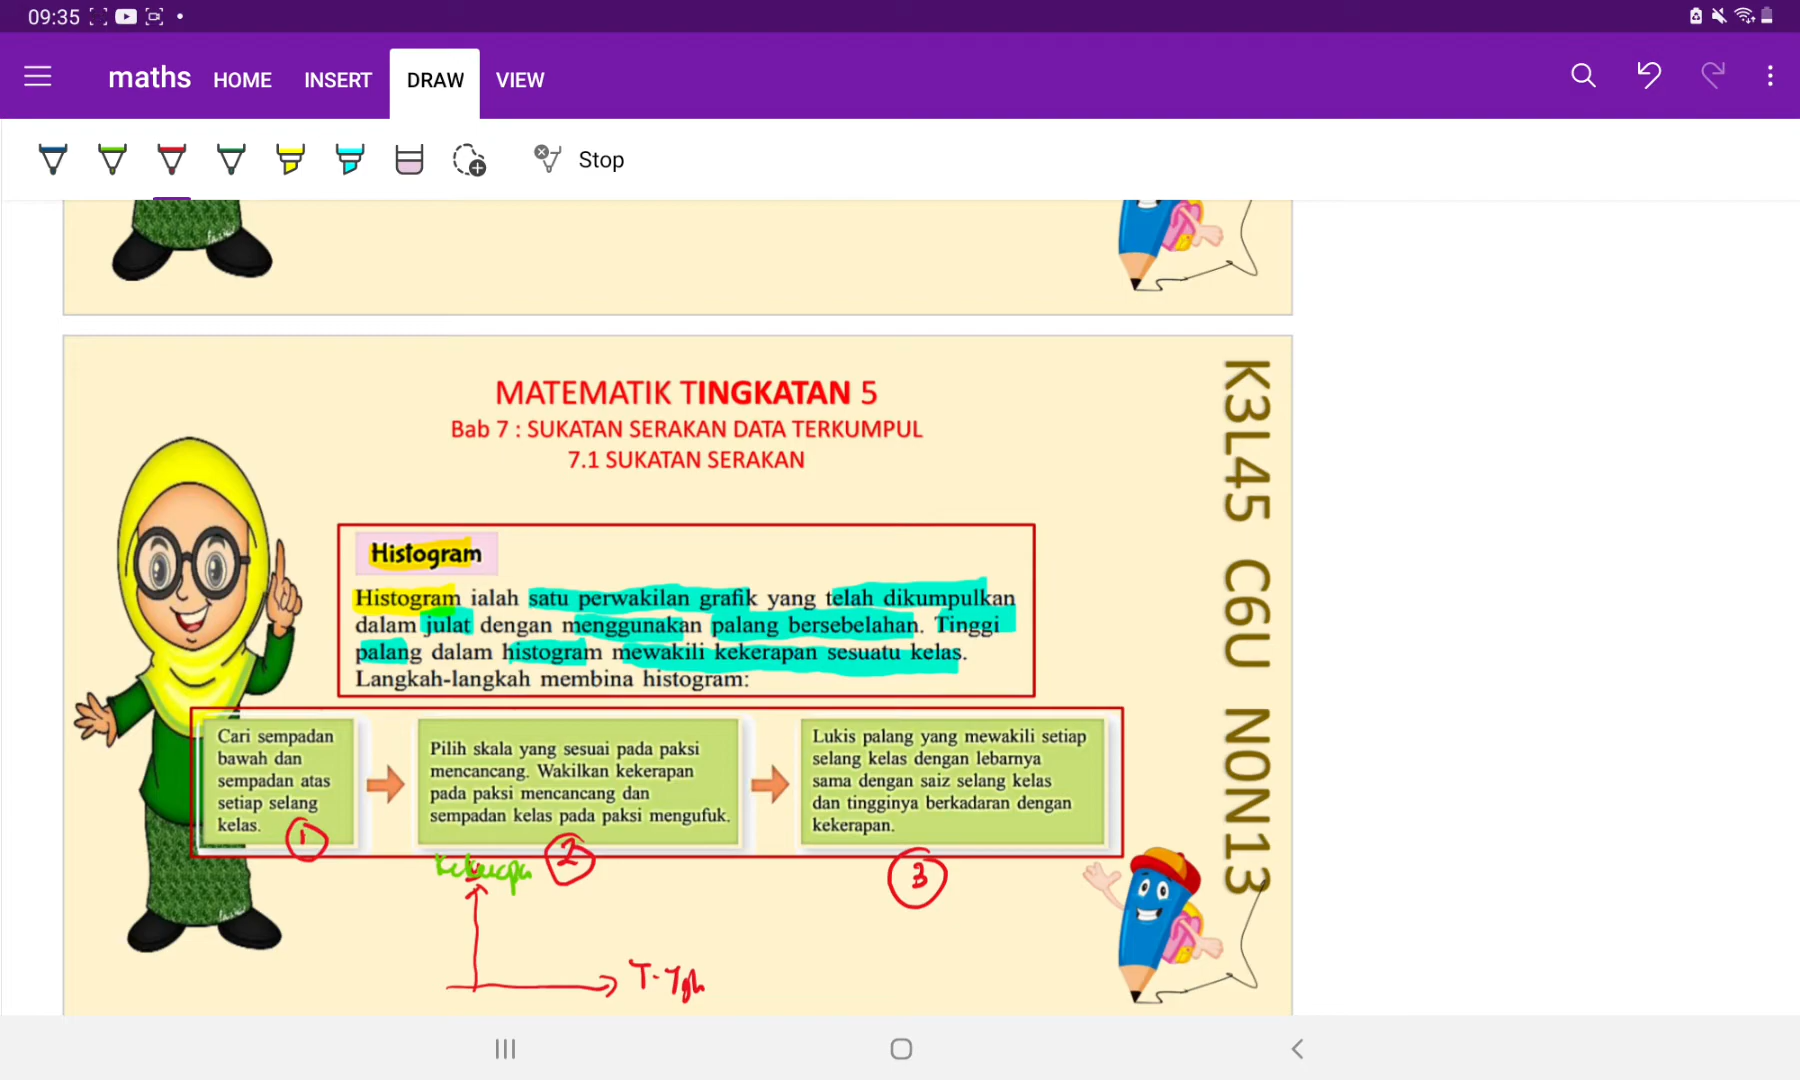 09:35
maths HOME INSERT DRAW VIEW
Stop
MATEMATIK TINGKATAN 5
Bab 7 : SUKATAN SERAKAN DATA TERKUMPUL
7.1 SUKATAN SERAKAN
Histogram
Histogram ialah satu perwakilan grafik yang telah dikumpulkan
dalam julat dengan menggunakan palang bersebelahan. Tinggi
palang dalam histogram mewakili kekerapan sesuatu kelas.
Langkah-langkah membina histogram:
Cari sempadan
bawah dan
sempadan atas
setiap selang
kelas.
1
Pilih skala yang sesuai pada paksi
mencancang. Wakilkan kekerapan
pada paksi mencancang dan
sempadan kelas pada paksi mengufuk.
2
Lukis palang yang mewakili setiap
selang kelas dengan lebarnya
sama dengan saiz selang kelas
dan tingginya berkadaran dengan
kekerapan.
3
T.Tgh
K3L45 C6U N0N13